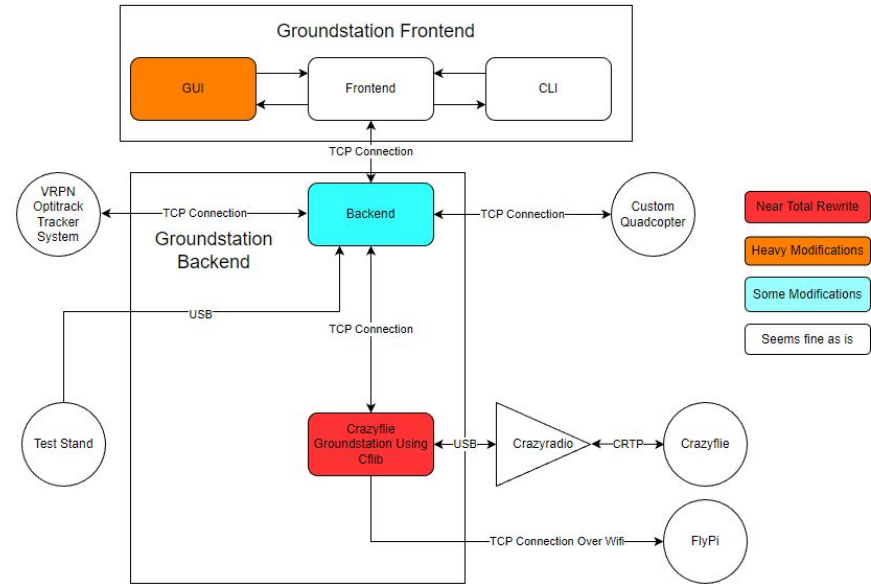 Groundstation Frontend
GUI
Frontend
CLI
TCP Connection
VRPN
Optitrack
Tracker
System
TCP Connection
Backend
TCP Connection
Custom
Quadcopter
Near Total Rewrite
Groundstation
Backend
Heavy Modifications
Some Modifications
USB
TCP Connection
Seems fine as is
Test Stand
Crazyflie
Groundstation Using
Cflib
USB
Crazyradio
CRTP
Crazyflie
TCP Connection Over Wifi
FlyPi